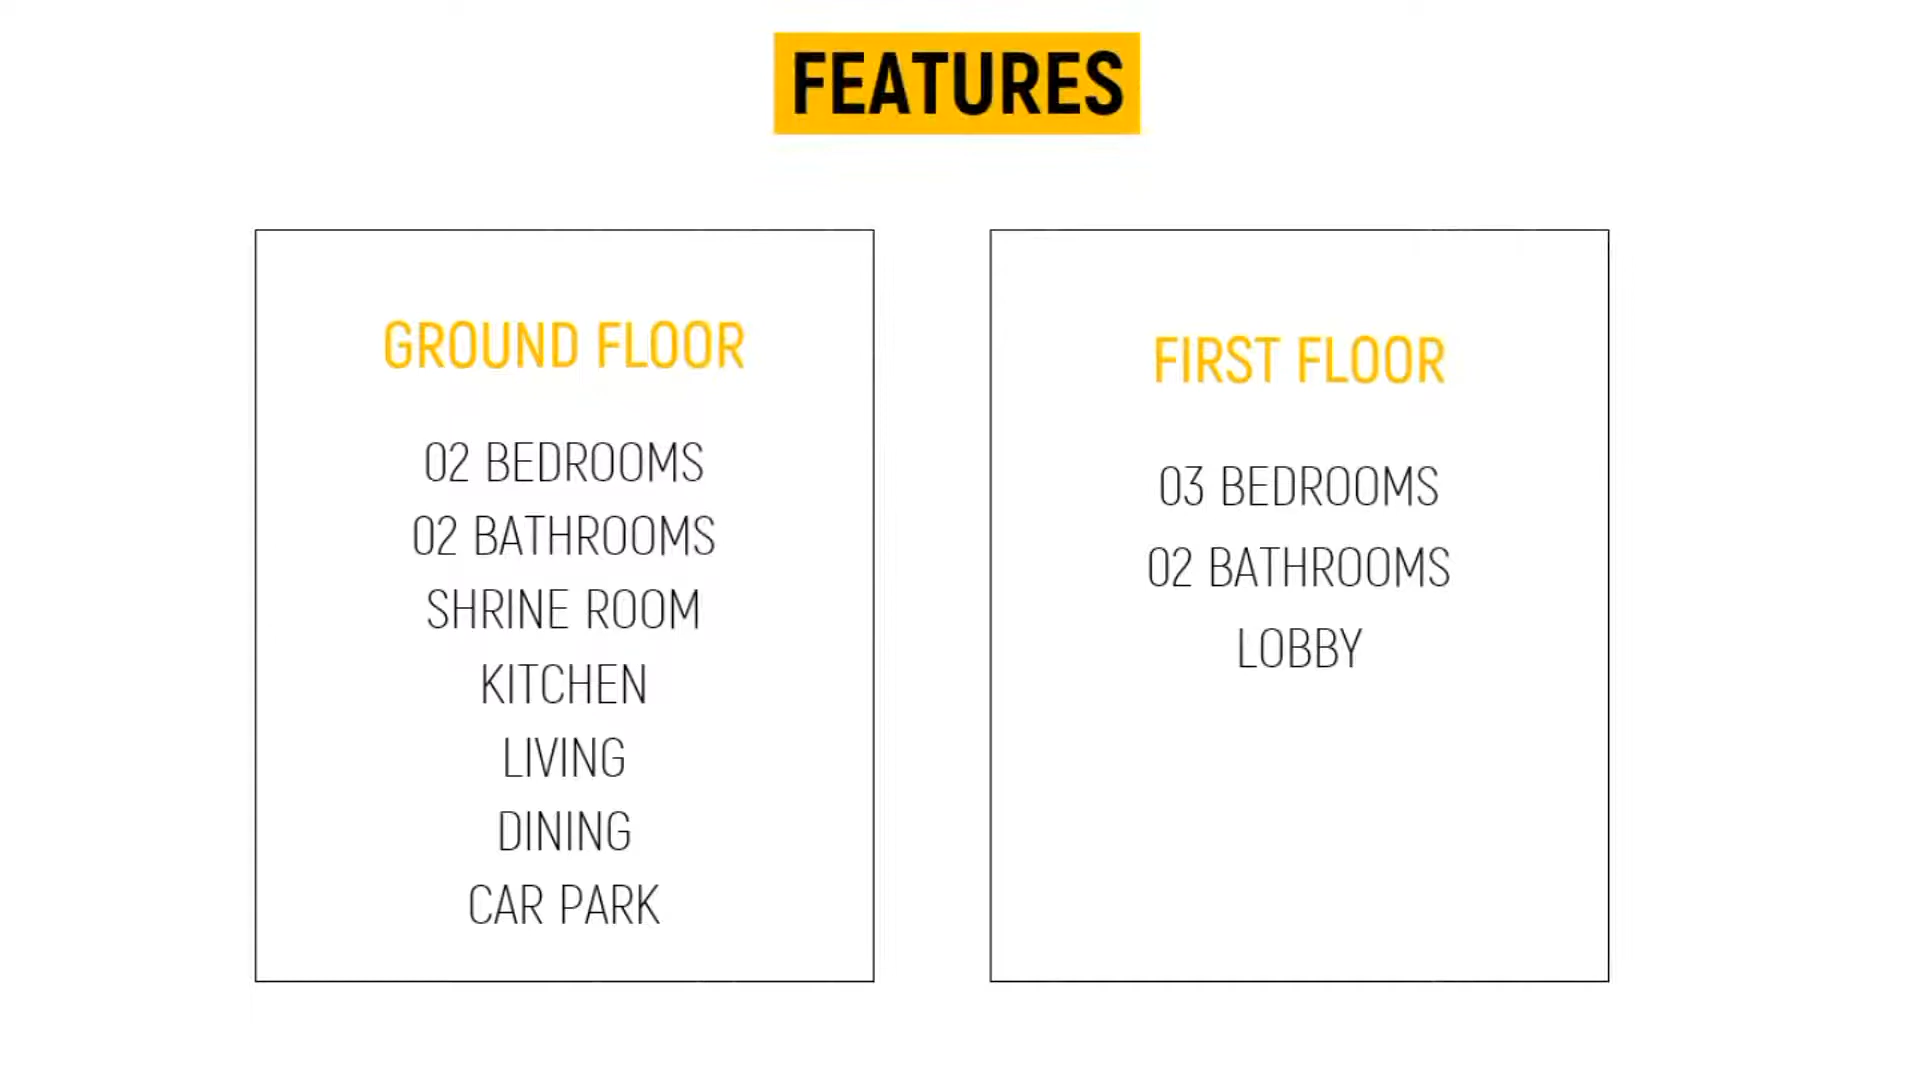 FEATURES
GROUND FLOOR
02 BEDROOMS
02 BATHROOMS
SHRINE ROOM
KITCHEN
LIVING
DINING
CAR PARK
FIRST FLOOR
03 BEDROOMS
02 BATHROOMS
LOBBY